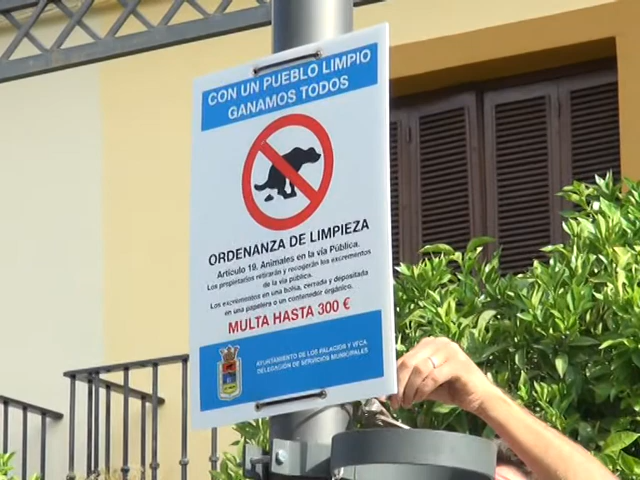 CON UN PUEBLO LIMPIO
GANAMOS TODOS
ORDENANZA DE LIMPIEZA
Artículo 19. Animales en la vía Pública.
Los propietarios retirarán y recogerán los excrementos
de la vía pública.
Los excrementos en una bolsa, cerrada y depositada
en una papelera o un contenedor orgánico.
MULTA HASTA 300 €
AYUNTAMIENTO DE LOS PALACIOS Y VFCA.
DELEGACIÓN DE SERVICIOS MUNICIPALES